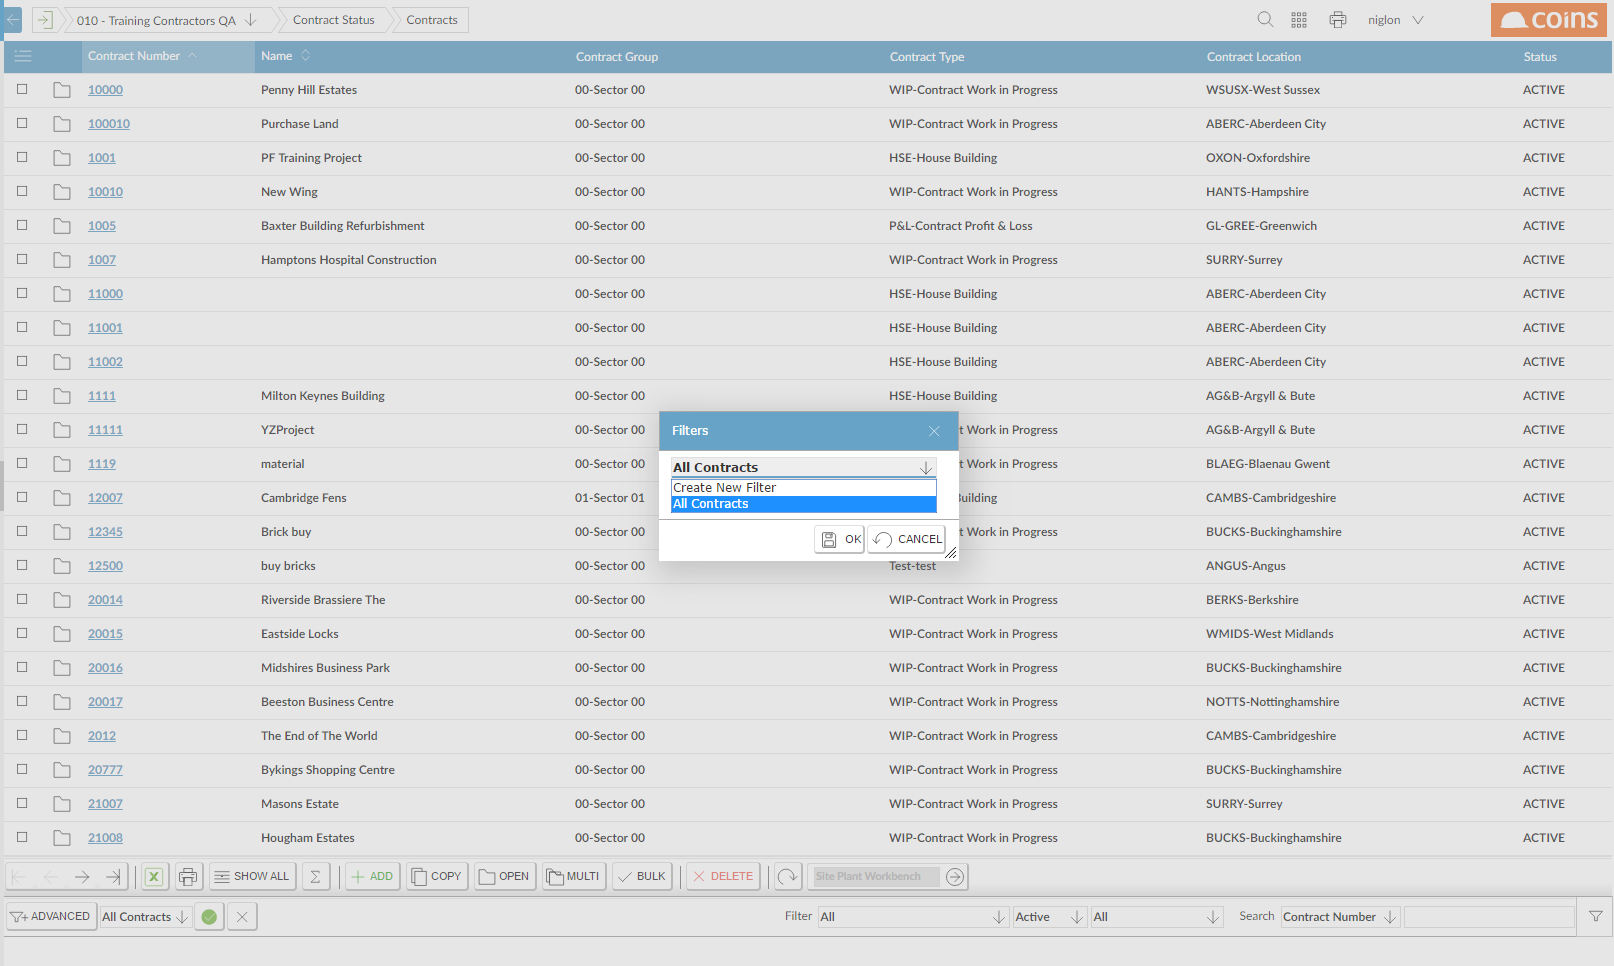 010 - Training Contractors QA
Contract Status
Contracts
niglon
coins
Contract Number Name Contract Group Contract Type Contract Location Status
10000 Penny Hill Estates 00-Sector 00 WIP-Contract Work in Progress WSUSX-West Sussex ACTIVE
100010 Purchase Land 00-Sector 00 WIP-Contract Work in Progress ABERC-Aberdeen City ACTIVE
1001 PF Training Project 00-Sector 00 HSE-House Building OXON-Oxfordshire ACTIVE
10010 New Wing 00-Sector 00 WIP-Contract Work in Progress HANTS-Hampshire ACTIVE
1005 Baxter Building Refurbishment 00-Sector 00 P&L-Contract Profit & Loss GL-GREE-Greenwich ACTIVE
1007 Hamptons Hospital Construction 00-Sector 00 WIP-Contract Work in Progress SURRY-Surrey ACTIVE
11000 00-Sector 00 HSE-House Building ABERC-Aberdeen City ACTIVE
11001 00-Sector 00 HSE-House Building ABERC-Aberdeen City ACTIVE
11002 00-Sector 00 HSE-House Building ABERC-Aberdeen City ACTIVE
1111 Milton Keynes Building 00-Sector 00 HSE-House Building AG&B-Argyll & Bute ACTIVE
11111 YZProject 00-Sector 00 t Work in Progress AG&B-Argyll & Bute ACTIVE
1119 material 00-Sector 00 t Work in Progress BLAEG-Blaenau Gwent ACTIVE
12007 Cambridge Fens 01-Sector 01 Building CAMBS-Cambridgeshire ACTIVE
12345 Brick buy 00-Sector 00 t Work in Progress BUCKS-Buckinghamshire ACTIVE
12500 buy bricks 00-Sector 00 Test-test ANGUS-Angus ACTIVE
20014 Riverside Brassiere The 00-Sector 00 WIP-Contract Work in Progress BERKS-Berkshire ACTIVE
20015 Eastside Locks 00-Sector 00 WIP-Contract Work in Progress WMIDS-West Midlands ACTIVE
20016 Midshires Business Park 00-Sector 00 WIP-Contract Work in Progress BUCKS-Buckinghamshire ACTIVE
20017 Beeston Business Centre 00-Sector 00 WIP-Contract Work in Progress NOTTS-Nottinghamshire ACTIVE
2012 The End of The World 00-Sector 00 WIP-Contract Work in Progress CAMBS-Cambridgeshire ACTIVE
20777 Bykings Shopping Centre 00-Sector 00 WIP-Contract Work in Progress BUCKS-Buckinghamshire ACTIVE
21007 Masons Estate 00-Sector 00 WIP-Contract Work in Progress SURRY-Surrey ACTIVE
21008 Hougham Estates 00-Sector 00 WIP-Contract Work in Progress BUCKS-Buckinghamshire ACTIVE
Filters
All Contracts
Create New Filter
All Contracts
OK CANCEL
SHOW ALL Σ ADD COPY OPEN MULTI BULK DELETE Site Plant Workbench
ADVANCED All Contracts Filter All Active All Search Contract Number